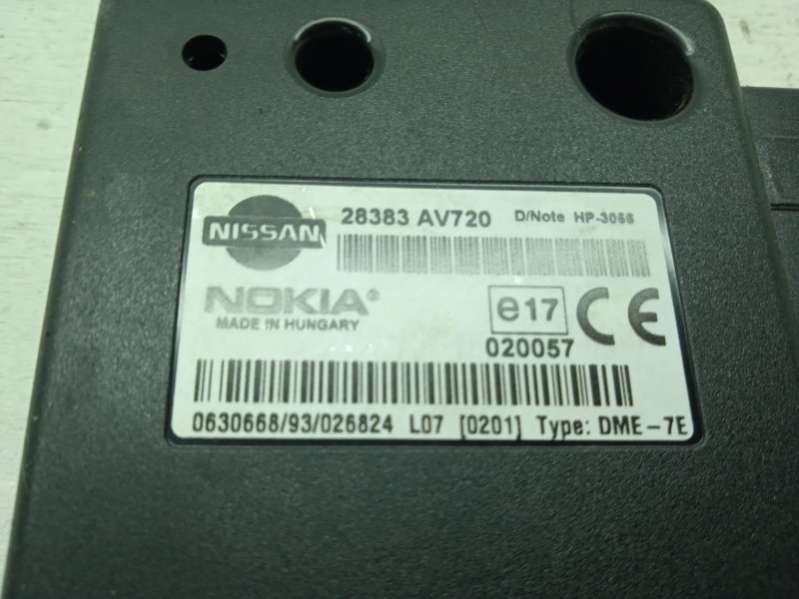 NISSAN
28383 AV720 D/Note HP-3056
NOKIA®
MADE IN HUNGARY
e17
CE
020057
0630668/93/026824 L07 [0201] Type: DME-7E